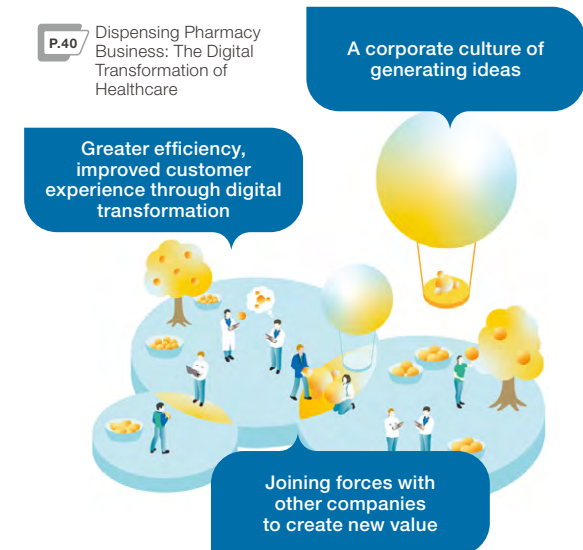 P.40
Dispensing Pharmacy
Business: The Digital
Transformation of
Healthcare
A corporate culture of
generating ideas
Greater efficiency,
improved customer
experience through digital
transformation
Joining forces with
other companies
to create new value